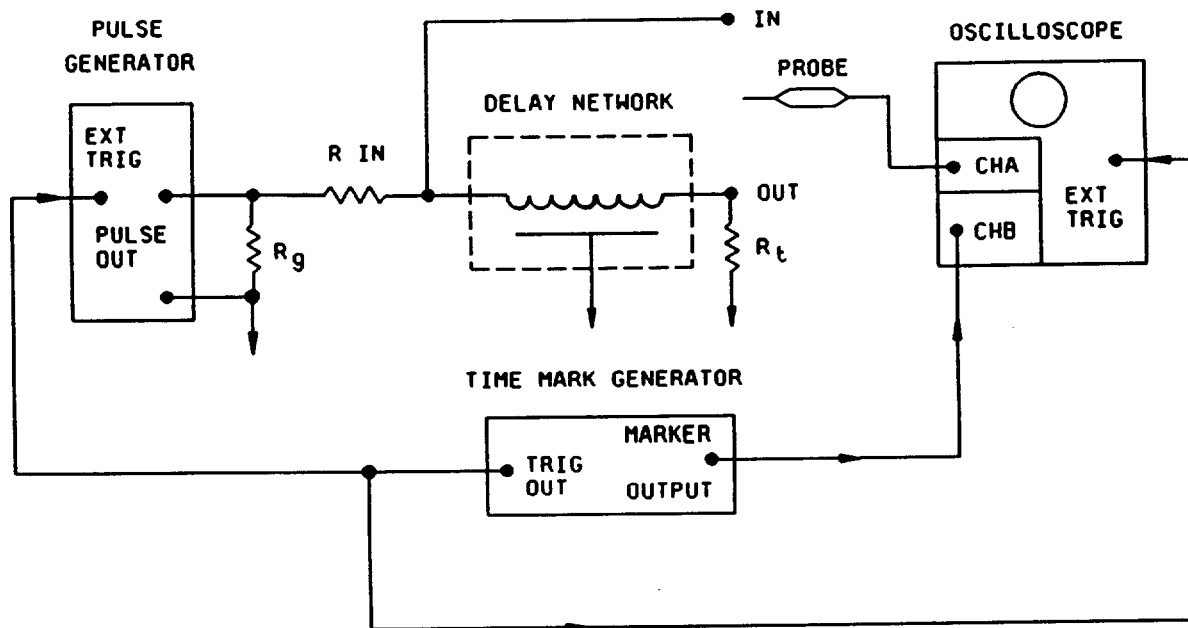 PULSE
GENERATOR
EXT
TRIG
PULSE
OUT
R IN
Rg
IN
DELAY NETWORK
OUT
Rt
PROBE
OSCILLOSCOPE
CHA
CHB
EXT
TRIG
TIME MARK GENERATOR
TRIG
OUT
MARKER
OUTPUT